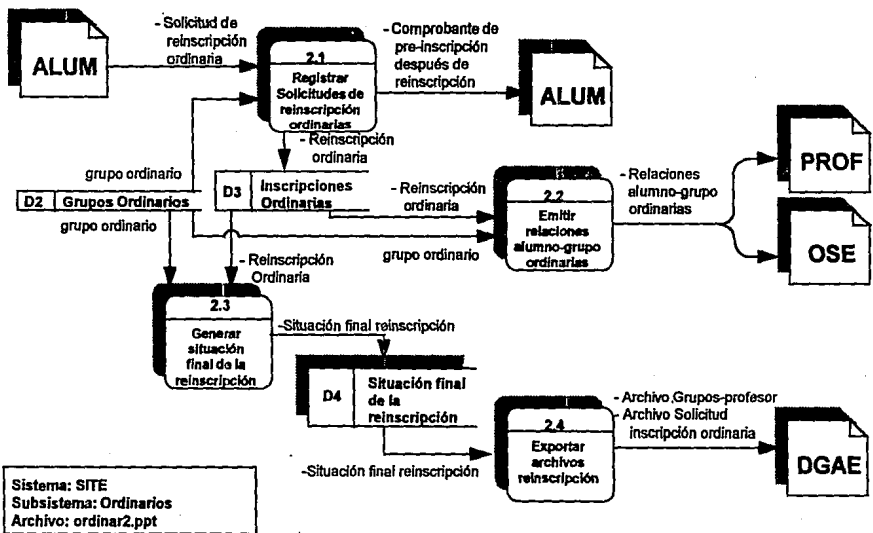 ALUM
- Solicitud de
reinscripción
ordinaria
2.1
Registrar
Solicitudes de
reinscripción
ordinarias
- Comprobante de
pre-inscripción
después de
reinscripción
ALUM
- Reinscripción
ordinaria
grupo ordinario
D2 Grupos Ordinarios
grupo ordinario
D3 Inscripciones
Ordinarias
- Reinscripción
ordinaria
grupo ordinario
2.2
Emitir
relaciones
alumno-grupo
ordinarias
- Relaciones
alumno-grupo
ordinarias
PROF
OSE
- Reinscripción
Ordinaria
2.3
Generar
situación
final de la
reinscripción
-Situación final reinscripción
D4 Situación final
de la
reinscripción
-Situación final reinscripción
2.4
Exportar
archivos
reinscripción
- Archivo Grupos-profesor
- Archivo Solicitud
inscripción ordinaria
DGAE
Sistema: SITE
Subsistema: Ordinarios
Archivo: ordinar2.ppt